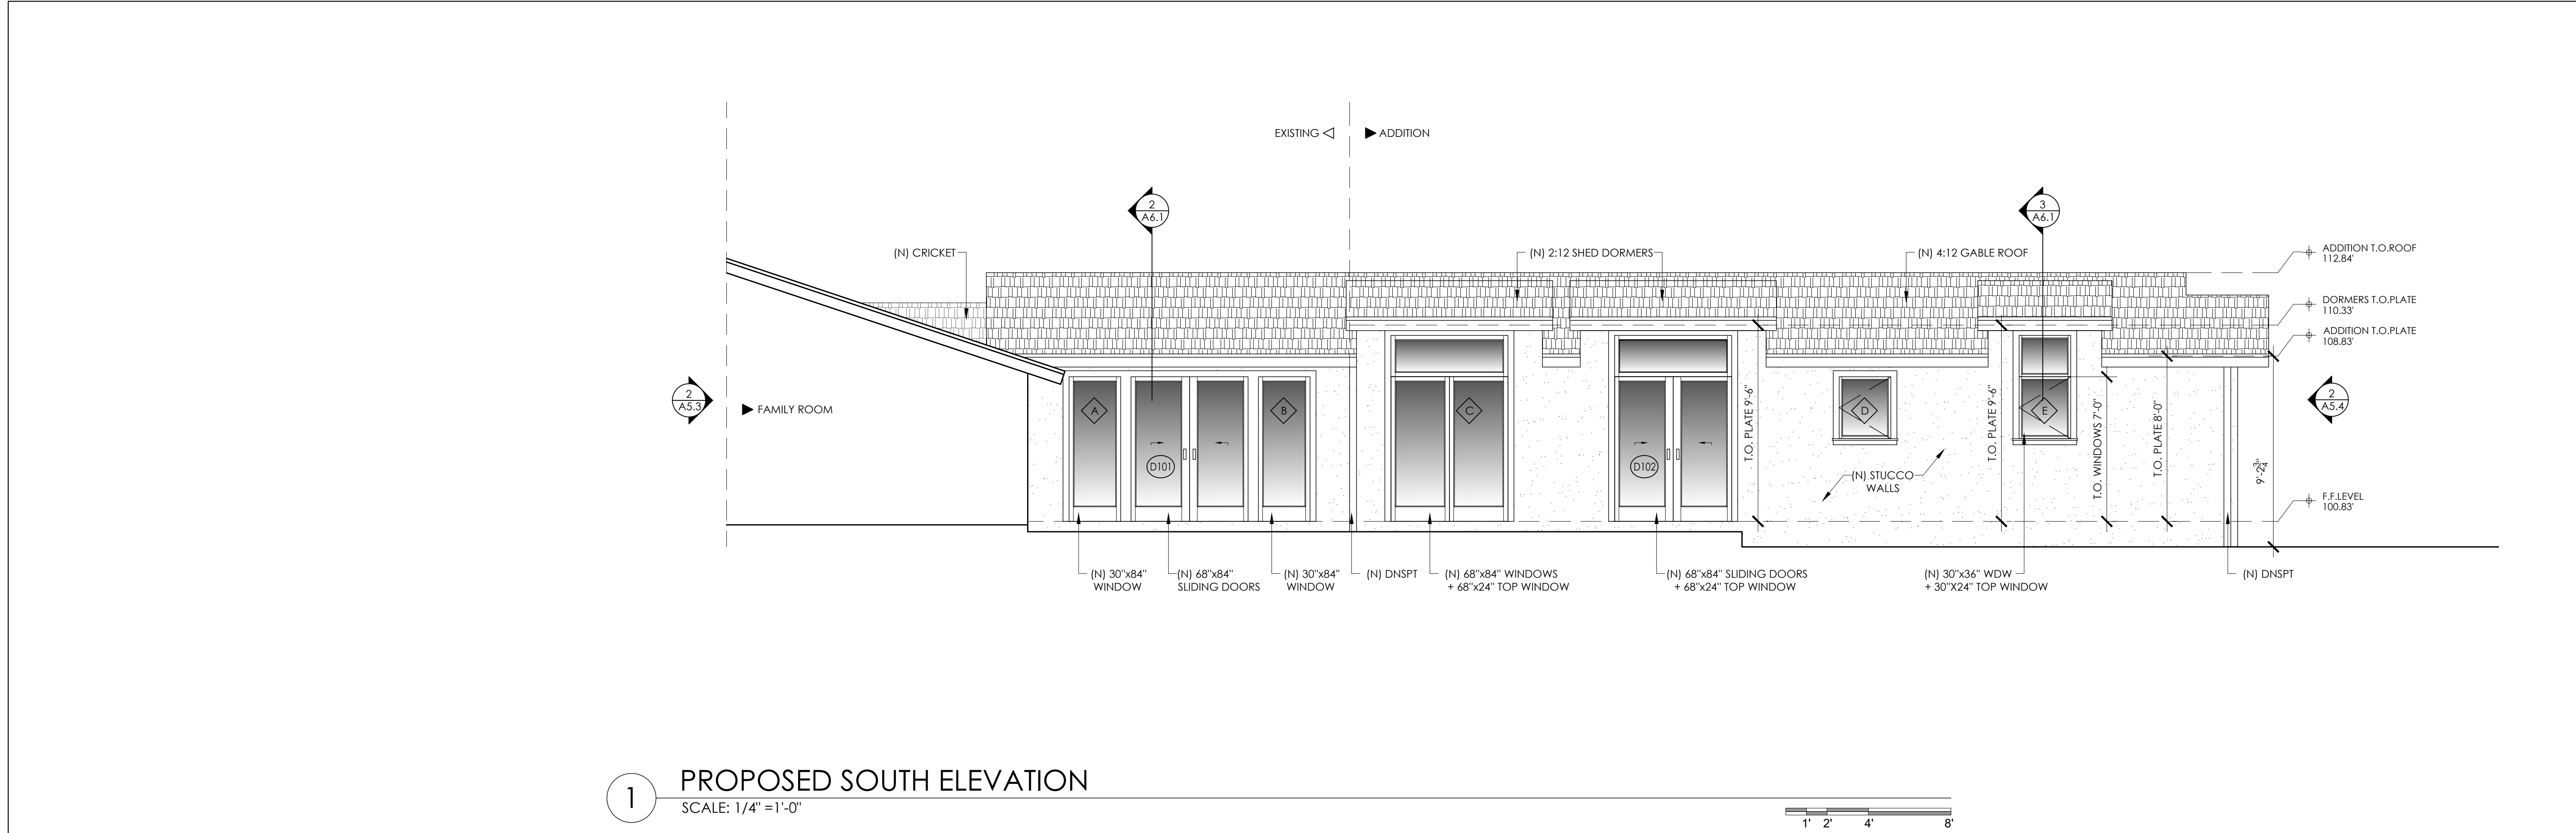 EXISTING
ADDITION
2
A6.1
3
A6.1
(N) CRICKET
(N) 2:12 SHED DORMERS
(N) 4:12 GABLE ROOF
ADDITION T.O.ROOF
112.84'
DORMERS T.O.PLATE
110.33'
ADDITION T.O.PLATE
108.83'
2
A5.3
FAMILY ROOM
A
B
C
D
E
2
A5.4
D101
D102
T.O. PLATE 9'-6"
T.O. PLATE 9'-6"
T.O. WINDOWS 7'-0"
T.O. PLATE 8'-0"
9'-2 3/4"
(N) STUCCO
WALLS
F.F.LEVEL
100.83'
(N) 30"x84"
WINDOW
(N) 68"x84"
SLIDING DOORS
(N) 30"x84"
WINDOW
(N) DNSPT
(N) 68"x84" WINDOWS
+ 68"x24" TOP WINDOW
(N) 68"x84" SLIDING DOORS
+ 68"x24" TOP WINDOW
(N) 30"x36" WDW
+ 30"X24" TOP WINDOW
(N) DNSPT
1
PROPOSED SOUTH ELEVATION
SCALE: 1/4" =1'-0"
1' 2' 4' 8'